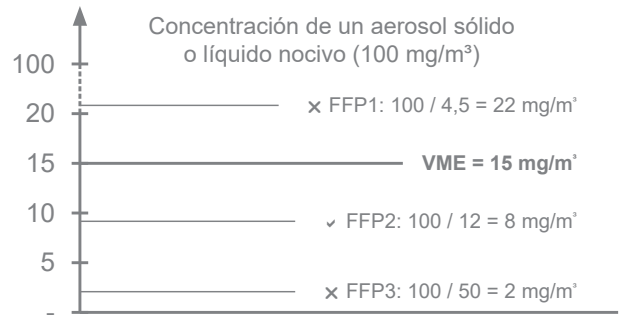 Concentración de un aerosol sólido
o líquido nocivo (100 mg/m³)
100
× FFP1: 100 / 4,5 = 22 mg/m³
20
15
VME = 15 mg/m³
10
✓ FFP2: 100 / 12 = 8 mg/m³
5
× FFP3: 100 / 50 = 2 mg/m³
-